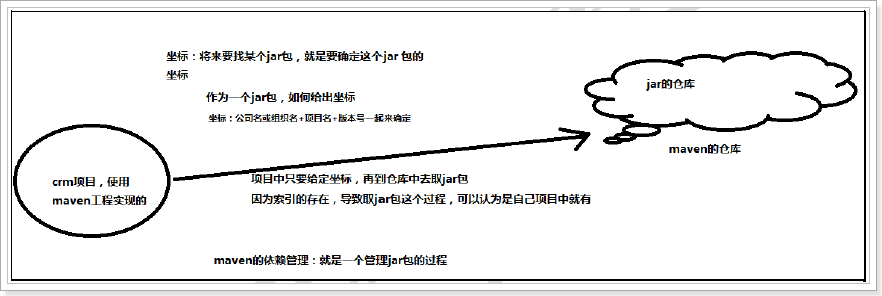 坐标：将来要找某个jar包，就是要确定这个jar 包的
坐标
作为一个jar包，如何给出坐标
坐标：公司名或组织名+项目名+版本号一起来确定
jar的仓库
maven的仓库
crm项目，使用
maven工程实现的
项目中只要给定坐标，再到仓库中去取jar包
因为索引的存在，导致取jar包这个过程，可以认为是自己项目中就有
maven的依赖管理：就是一个管理jar包的过程